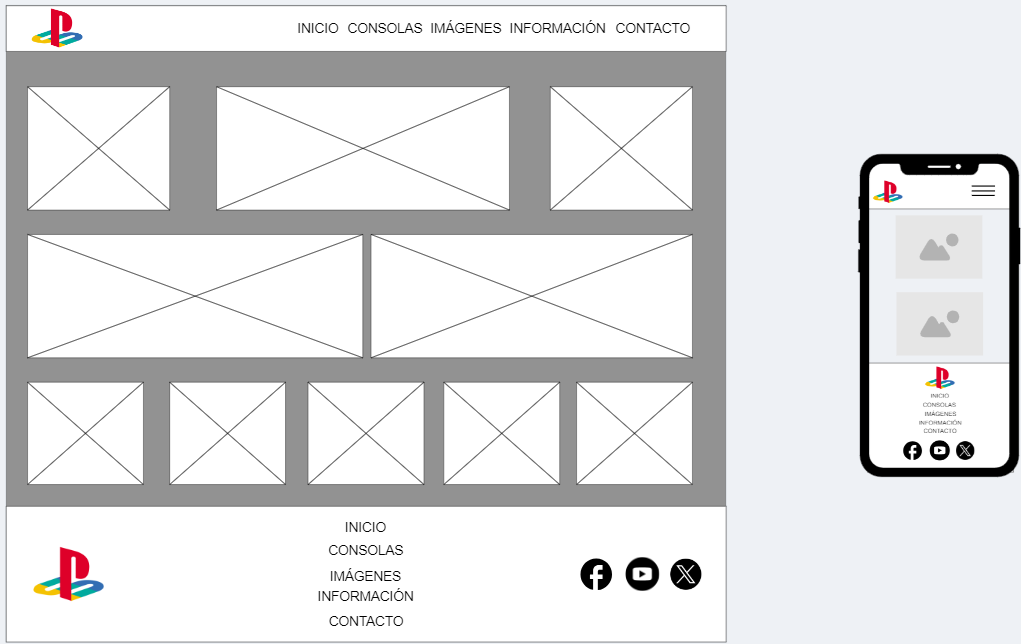 INICIO CONSOLAS IMÁGENES INFORMACIÓN CONTACTO
INICIO
CONSOLAS
IMÁGENES
INFORMACIÓN
CONTACTO
INICIO
CONSOLAS
IMÁGENES
INFORMACIÓN
CONTACTO